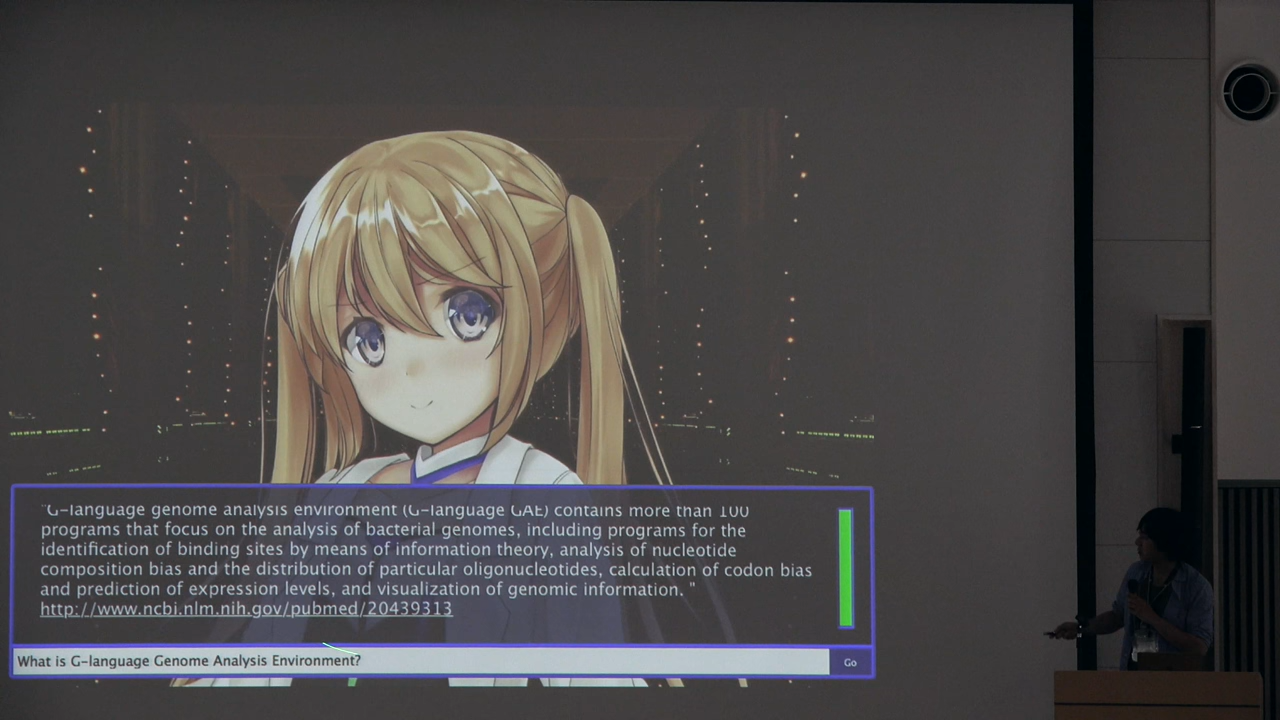 "G-language genome analysis environment (G-language GAE) contains more than 100
programs that focus on the analysis of bacterial genomes, including programs for the
identification of binding sites by means of information theory, analysis of nucleotide
composition bias and the distribution of particular oligonucleotides, calculation of codon bias
and prediction of expression levels, and visualization of genomic information. "
http://www.ncbi.nlm.nih.gov/pubmed/20439313
What is G-language Genome Analysis Environment?
Go